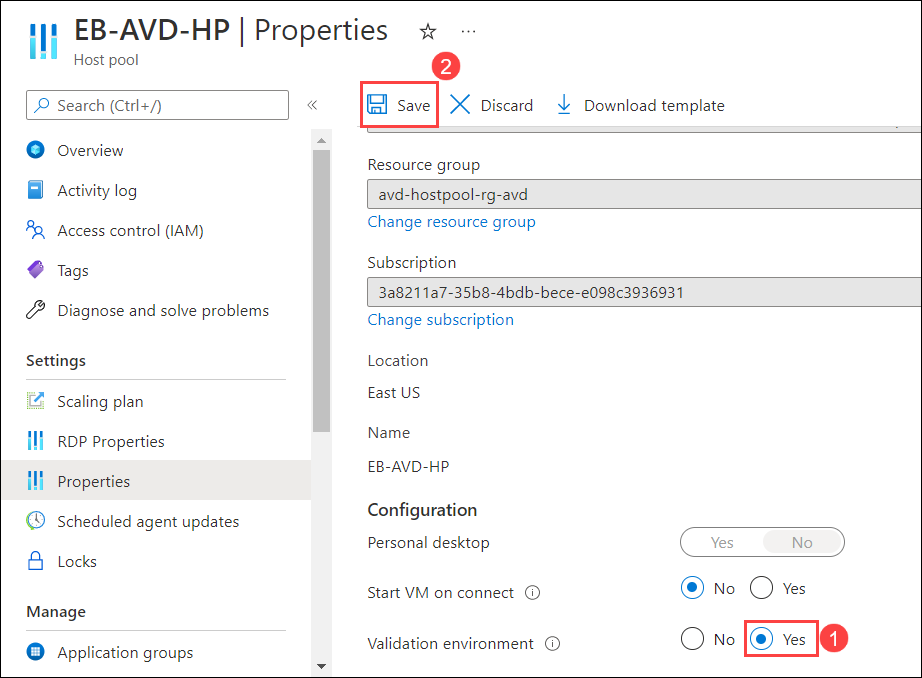 EB-AVD-HP | Properties
Host pool
2
Search (Ctrl+/)
Save
Discard
Download template
Overview
Activity log
Access control (IAM)
Tags
Diagnose and solve problems
Settings
Scaling plan
RDP Properties
Properties
Scheduled agent updates
Locks
Manage
Application groups
Resource group
avd-hostpool-rg-avd
Change resource group
Subscription
3a8211a7-35b8-4bdb-bece-e098c3936931
Change subscription
Location
East US
Name
EB-AVD-HP
Configuration
Personal desktop Yes No
Start VM on connect No Yes
Validation environment No Yes 1